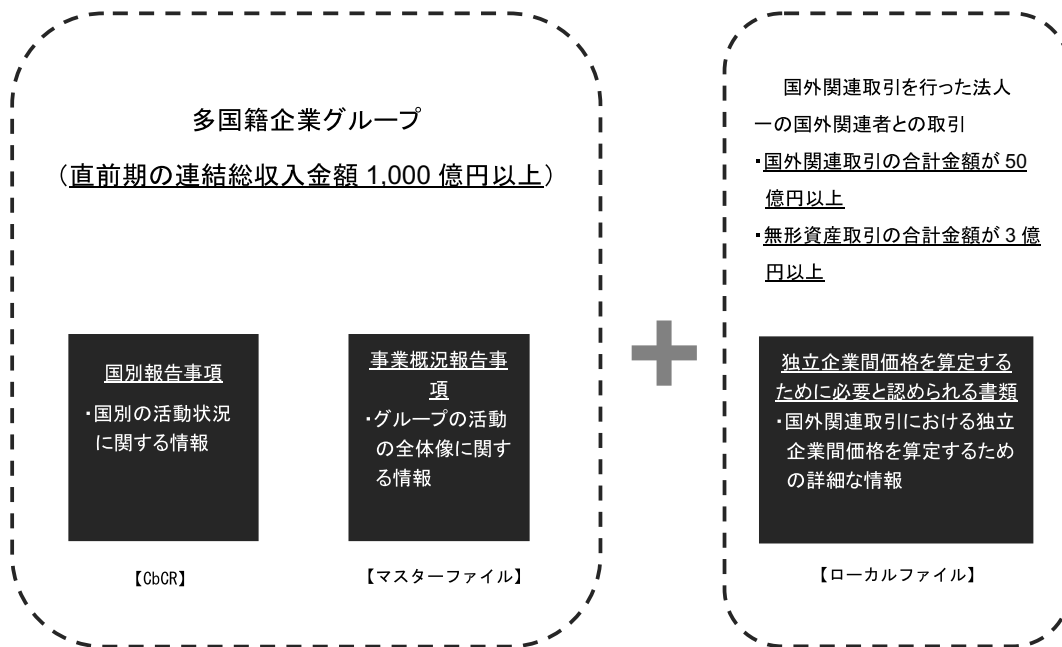 多国籍企業グループ
（直前期の連結総収入金額 1,000 億円以上）
国別報告事項
・国別の活動状況
に関する情報
【CbCR】
事業概況報告事
項
・グループの活動
の全体像に関す
る情報
【マスターファイル】
国外関連取引を行った法人
一の国外関連者との取引
・国外関連取引の合計金額が 50
億円以上
・無形資産取引の合計金額が 3 億
円以上
独立企業間価格を算定する
ために必要と認められる書類
・国外関連取引における独立
企業間価格を算定するため
の詳細な情報
【ローカルファイル】